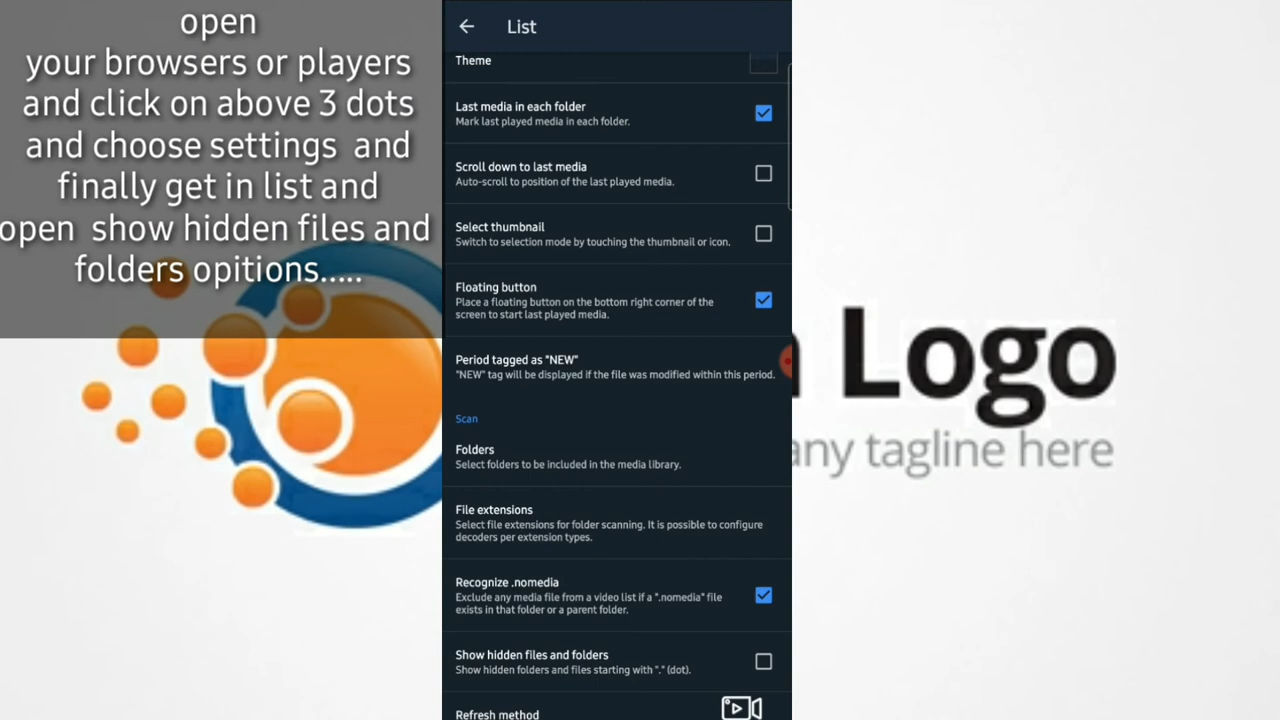 open
your browsers or players
and click on above 3 dots
and choose settings and
finally get in list and
open show hidden files and
folders opitions.....
List
Theme
Last media in each folder
Mark last played media in each folder.
Scroll down to last media
Auto-scroll to position of the last played media.
Select thumbnail
Switch to selection mode by touching the thumbnail or icon.
Floating button
Place a floating button on the bottom right corner of the
screen to start last played media.
Period tagged as "NEW"
"NEW" tag will be displayed if the file was modified within this period.
Scan
Folders
Select folders to be included in the media library.
File extensions
Select file extensions for folder scanning. It is possible to configure
decoders per extension types.
Recognize .nomedia
Exclude any media file from a video list if a ".nomedia" file
exists in that folder or a parent folder.
Show hidden files and folders
Show hidden folders and files starting with "." (dot).
Refresh method
Logo
any tagline here